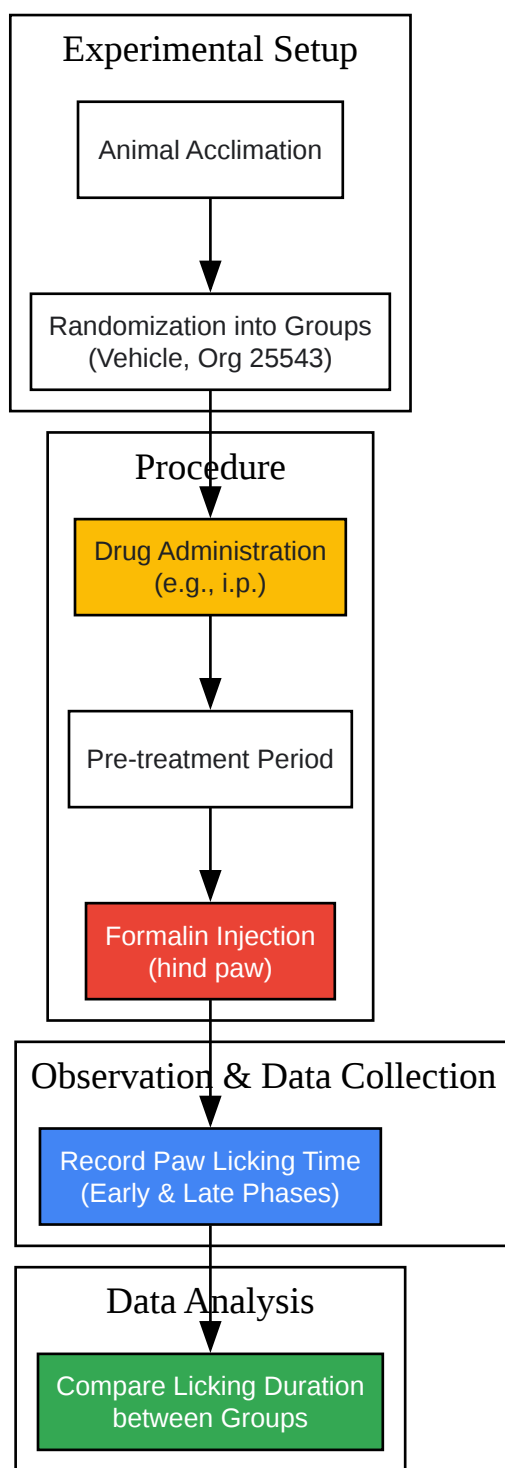 Experimental Setup
Animal Acclimation
Randomization into Groups
(Vehicle, Org 25543)
Procedure
Drug Administration
(e.g., i.p.)
Pre-treatment Period
Formalin Injection
(hind paw)
Observation & Data Collection
Record Paw Licking Time
(Early & Late Phases)
Data Analysis
Compare Licking Duration
between Groups